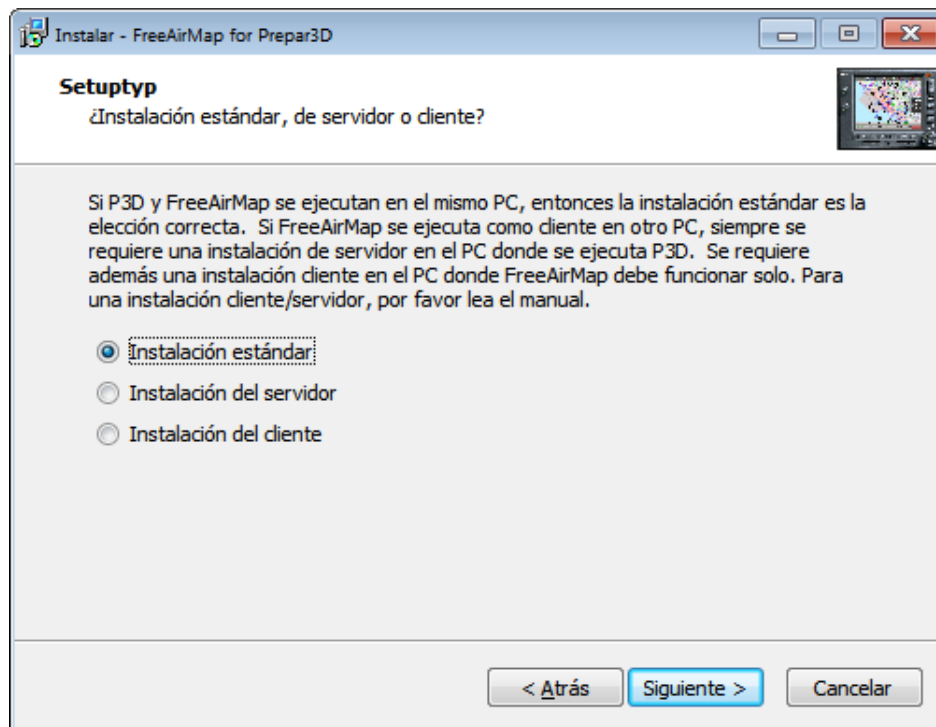 Instalar - FreeAirMap for Prepar3D
Setuptyp
¿Instalación estándar, de servidor o cliente?
Si P3D y FreeAirMap se ejecutan en el mismo PC, entonces la instalación estándar es la
elección correcta.  Si FreeAirMap se ejecuta como cliente en otro PC, siempre se
requiere una instalación de servidor en el PC donde se ejecuta P3D.  Se requiere
además una instalación cliente en el PC donde FreeAirMap debe funcionar solo. Para
una instalación cliente/servidor, por favor lea el manual.
Instalación estándar
Instalación del servidor
Instalación del cliente
< Atrás
Siguiente >
Cancelar